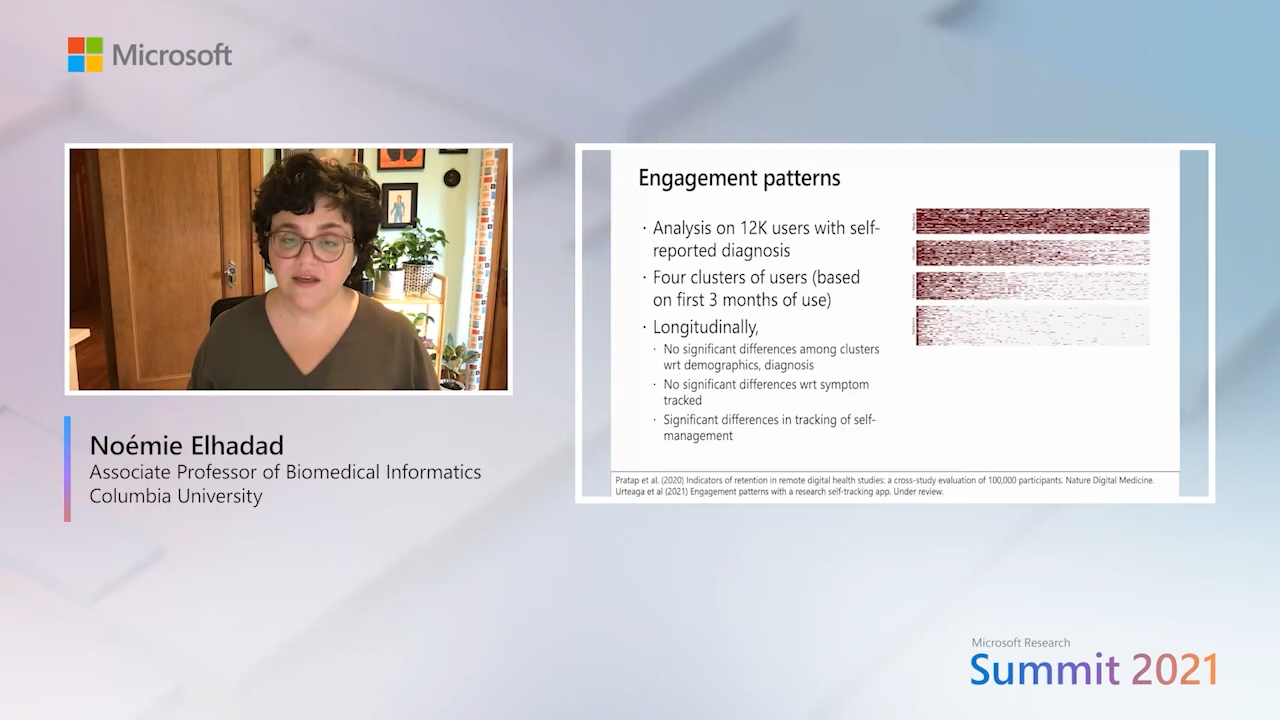 Microsoft
Engagement patterns
· Analysis on 12K users with self-
reported diagnosis
· Four clusters of users (based
on first 3 months of use)
· Longitudinally,
· No significant differences among clusters
wrt demographics, diagnosis
· No significant differences wrt symptom
tracked
· Significant differences in tracking of self-
management
Pratap et al. (2020) Indicators of retention in remote digital health studies: a cross-study evaluation of 100,000 participants. Nature Digital Medicine.
Urteaga et al (2021) Engagement patterns with a research self-tracking app. Under review.
Noémie Elhadad
Associate Professor of Biomedical Informatics
Columbia University
Microsoft Research
Summit 2021